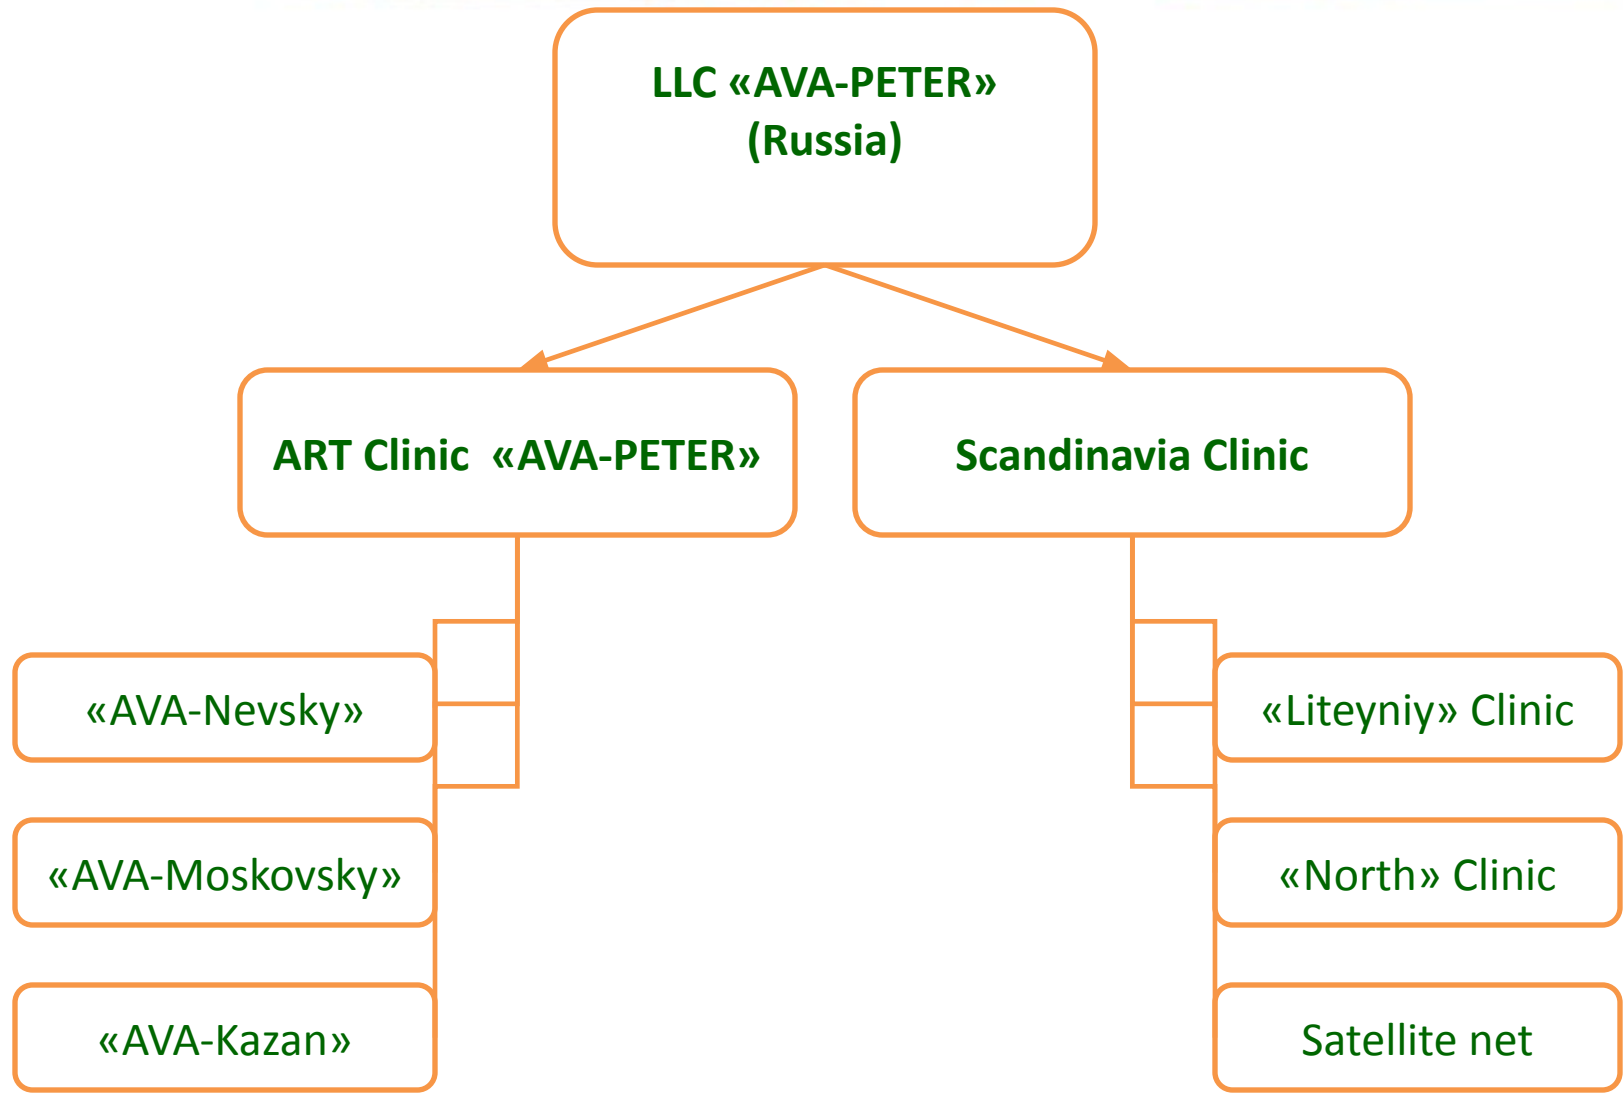 LLC «AVA-PETER»
(Russia)
ART Clinic «AVA-PETER»
Scandinavia Clinic
«AVA-Nevsky»
«Liteyniy» Clinic
«AVA-Moskovsky»
«North» Clinic
«AVA-Kazan»
Satellite net